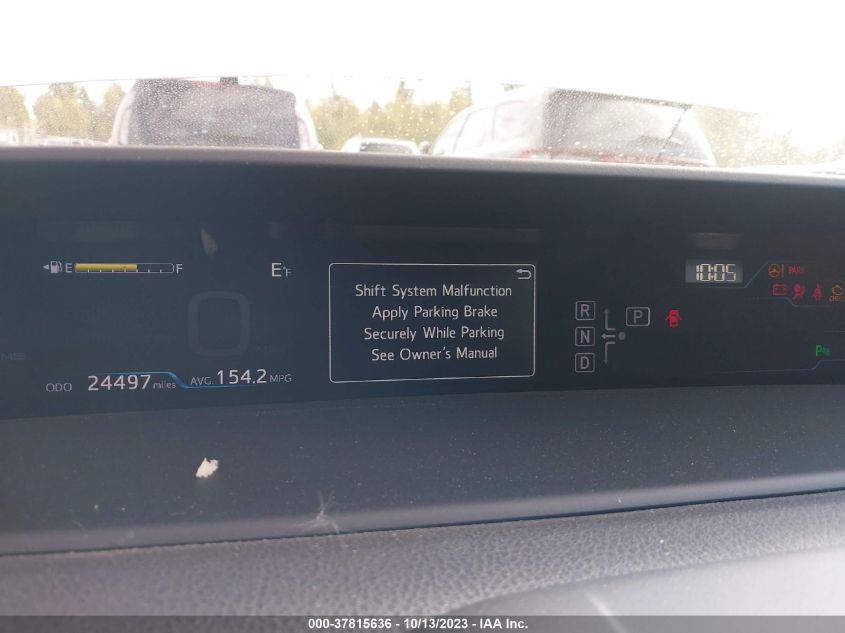 E F
E°F
10:05
PARK
CHECK
Shift System Malfunction
Apply Parking Brake
Securely While Parking
See Owner's Manual
R
N
D
P
ODO 24497 miles AVG. 154.2 MPG
000-37815636 - 10/13/2023 - IAA Inc.